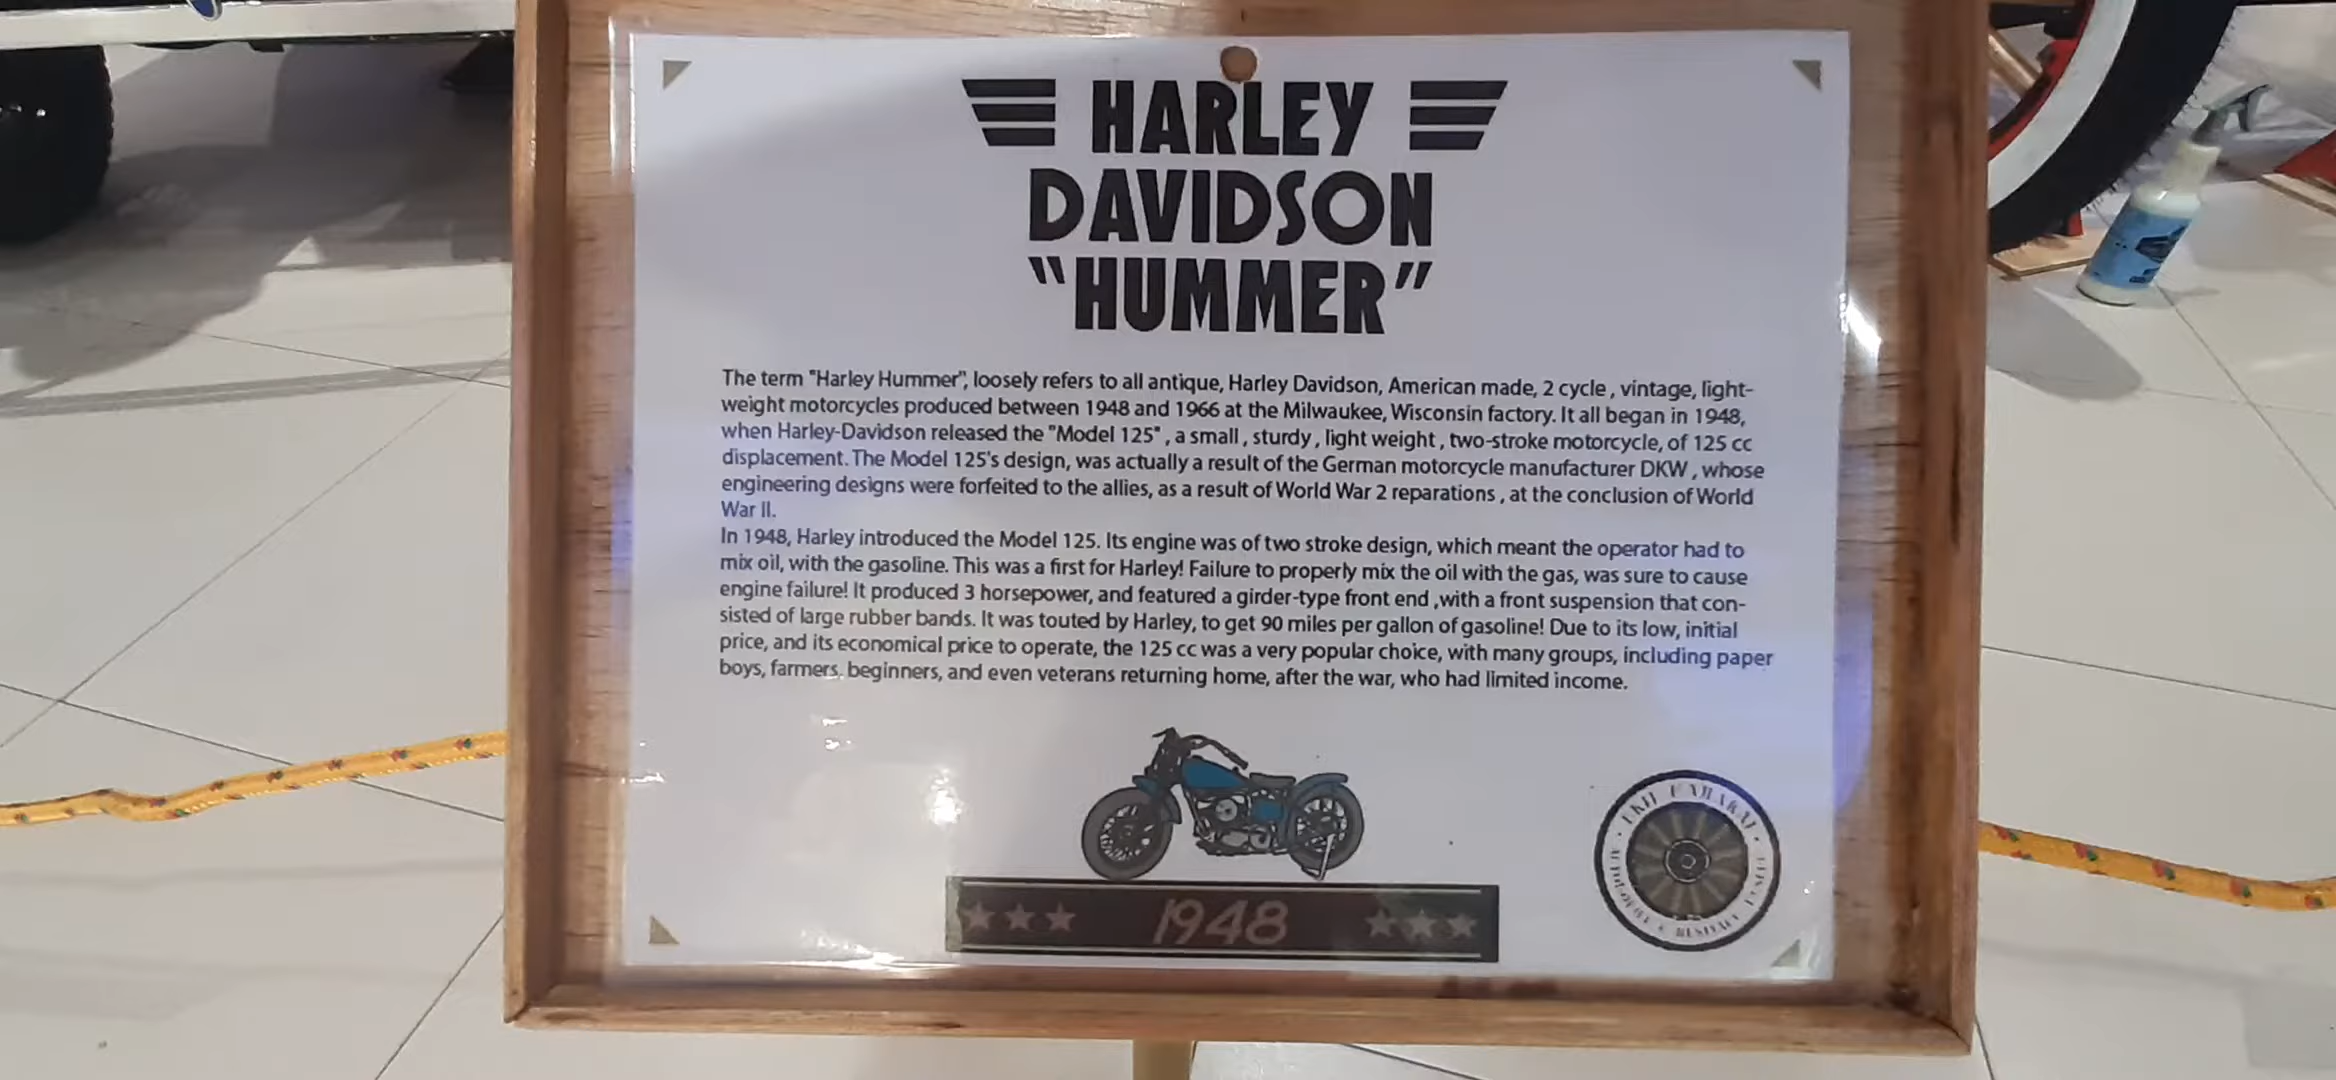 HARLEY
DAVIDSON
"HUMMER"
The term "Harley Hummer", loosely refers to all antique, Harley Davidson, American made, 2 cycle , vintage, light-
weight motorcycles produced between 1948 and 1966 at the Milwaukee, Wisconsin factory. It all began in 1948,
when Harley-Davidson released the "Model 125" , a small , sturdy , light weight , two-stroke motorcycle, of 125 cc
displacement. The Model 125's design, was actually a result of the German motorcycle manufacturer DKW , whose
engineering designs were forfeited to the allies, as a result of World War 2 reparations , at the conclusion of World
War II.
In 1948, Harley introduced the Model 125. Its engine was of two stroke design, which meant the operator had to
mix oil, with the gasoline. This was a first for Harley! Failure to properly mix the oil with the gas, was sure to cause
engine failure! It produced 3 horsepower, and featured a girder-type front end ,with a front suspension that con-
sisted of large rubber bands. It was touted by Harley, to get 90 miles per gallon of gasoline! Due to its low, initial
price, and its economical price to operate, the 125 cc was a very popular choice, with many groups, including paper
boys, farmers, beginners, and even veterans returning home, after the war, who had limited income.
1948